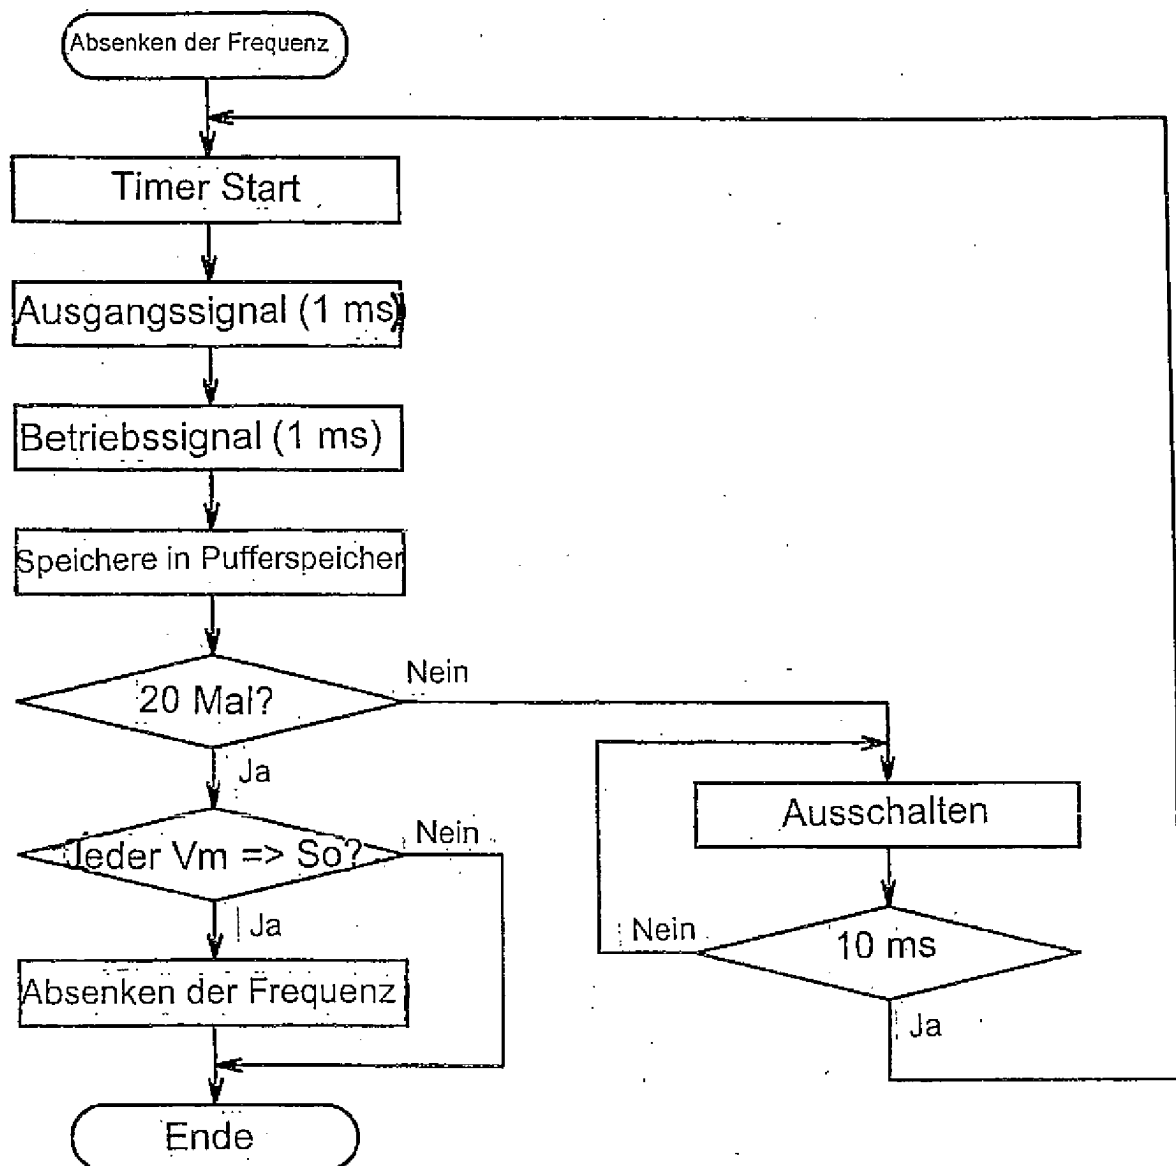 Absenken der Frequenz
Timer Start
Ausgangssignal (1 ms)
Betriebssignal (1 ms)
Speichere in Pufferspeicher
20 Mal?
Nein
Ja
Ausschalten
Jeder Vm => So?
Nein
Ja
10 ms
Nein
Ja
Absenken der Frequenz
Ende